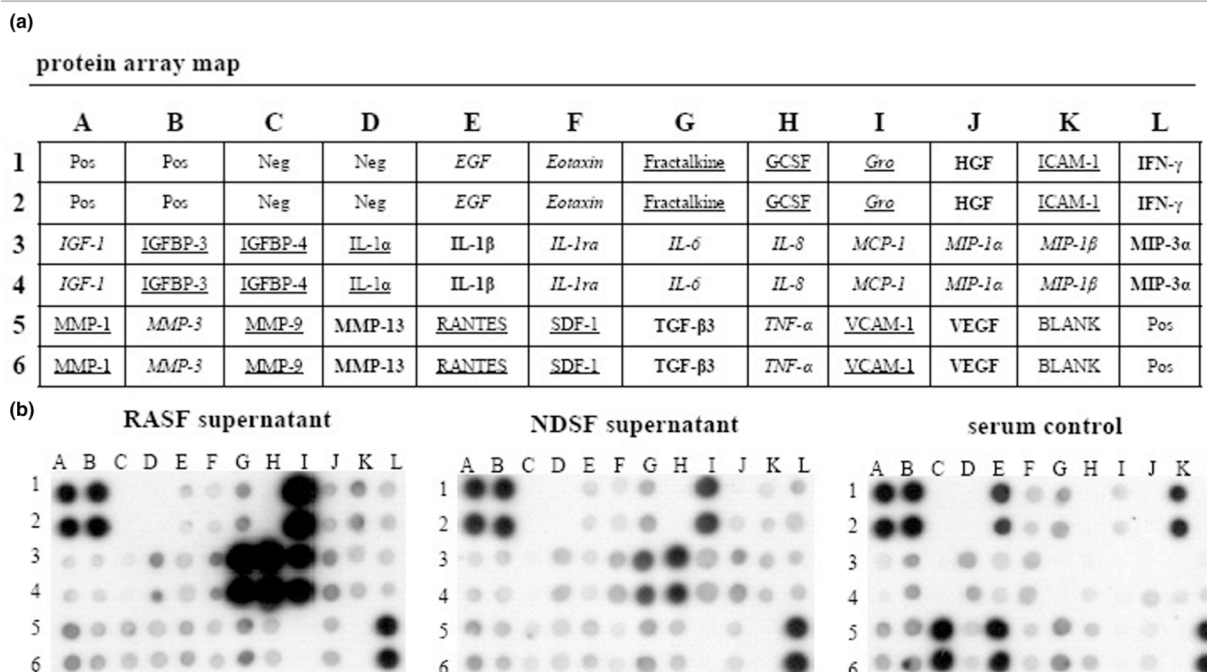 (a)
protein array map
A B C D E F G H I J K L
1 Pos Pos Neg Neg EGF Eotaxin Fractalkine GCSF Gro HGF ICAM-1 IFN-γ
2 Pos Pos Neg Neg EGF Eotaxin Fractalkine GCSF Gro HGF ICAM-1 IFN-γ
3 IGF-1 IGFBP-3 IGFBP-4 IL-1α IL-1β IL-1ra IL-6 IL-8 MCP-1 MIP-1α MIP-1β MIP-3α
4 IGF-1 IGFBP-3 IGFBP-4 IL-1α IL-1β IL-1ra IL-6 IL-8 MCP-1 MIP-1α MIP-1β MIP-3α
5 MMP-1 MMP-3 MMP-9 MMP-13 RANTES SDF-1 TGF-β3 TNF-α VCAM-1 VEGF BLANK Pos
6 MMP-1 MMP-3 MMP-9 MMP-13 RANTES SDF-1 TGF-β3 TNF-α VCAM-1 VEGF BLANK Pos
(b)
RASF supernatant
A B C D E F G H I J K L
1
2
3
4
5
6
NDSF supernatant
A B C D E F G H I J K L
1
2
3
4
5
6
serum control
A B C D E F G H I J K
1
2
3
4
5
6